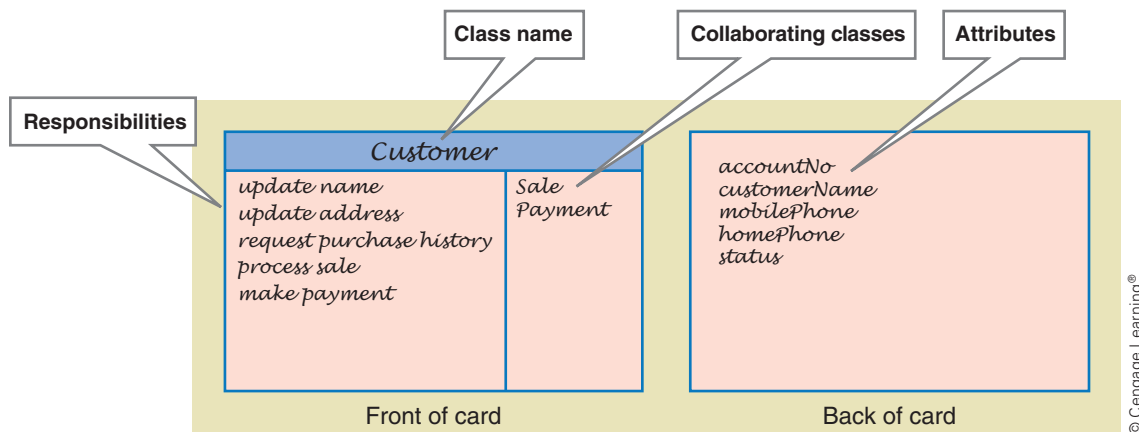 Class name
Collaborating classes
Attributes
Responsibilities
Customer
update name
update address
request purchase history
process sale
make payment
Sale
Payment
accountNo
customerName
mobilePhone
homePhone
status
Front of card
Back of card
© Cengage Learning®